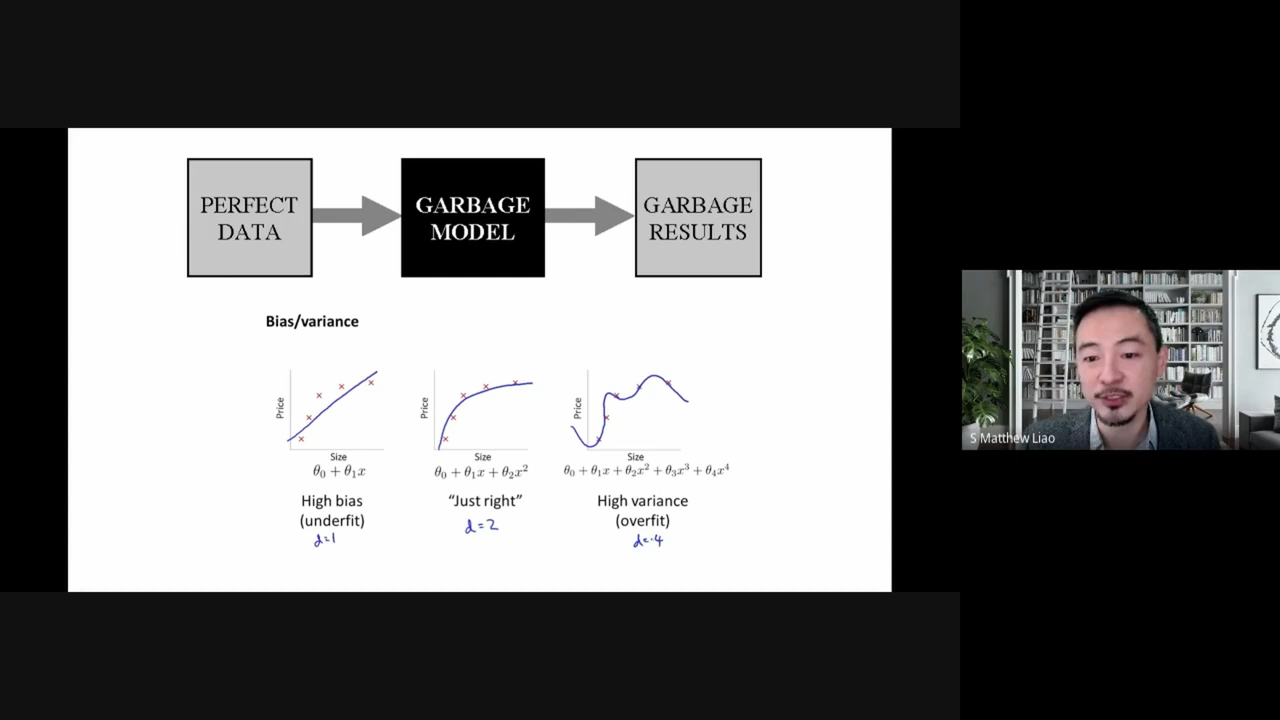 PERFECT
DATA
GARBAGE
MODEL
GARBAGE
RESULTS
Bias/variance
Price
Size
θ₀ + θ₁x
High bias
(underfit)
d=1
Price
Size
θ₀ + θ₁x + θ₂x²
“Just right”
d=2
Price
Size
θ₀ + θ₁x + θ₂x² + θ₃x³ + θ₄x⁴
High variance
(overfit)
d=4
S Matthew Liao